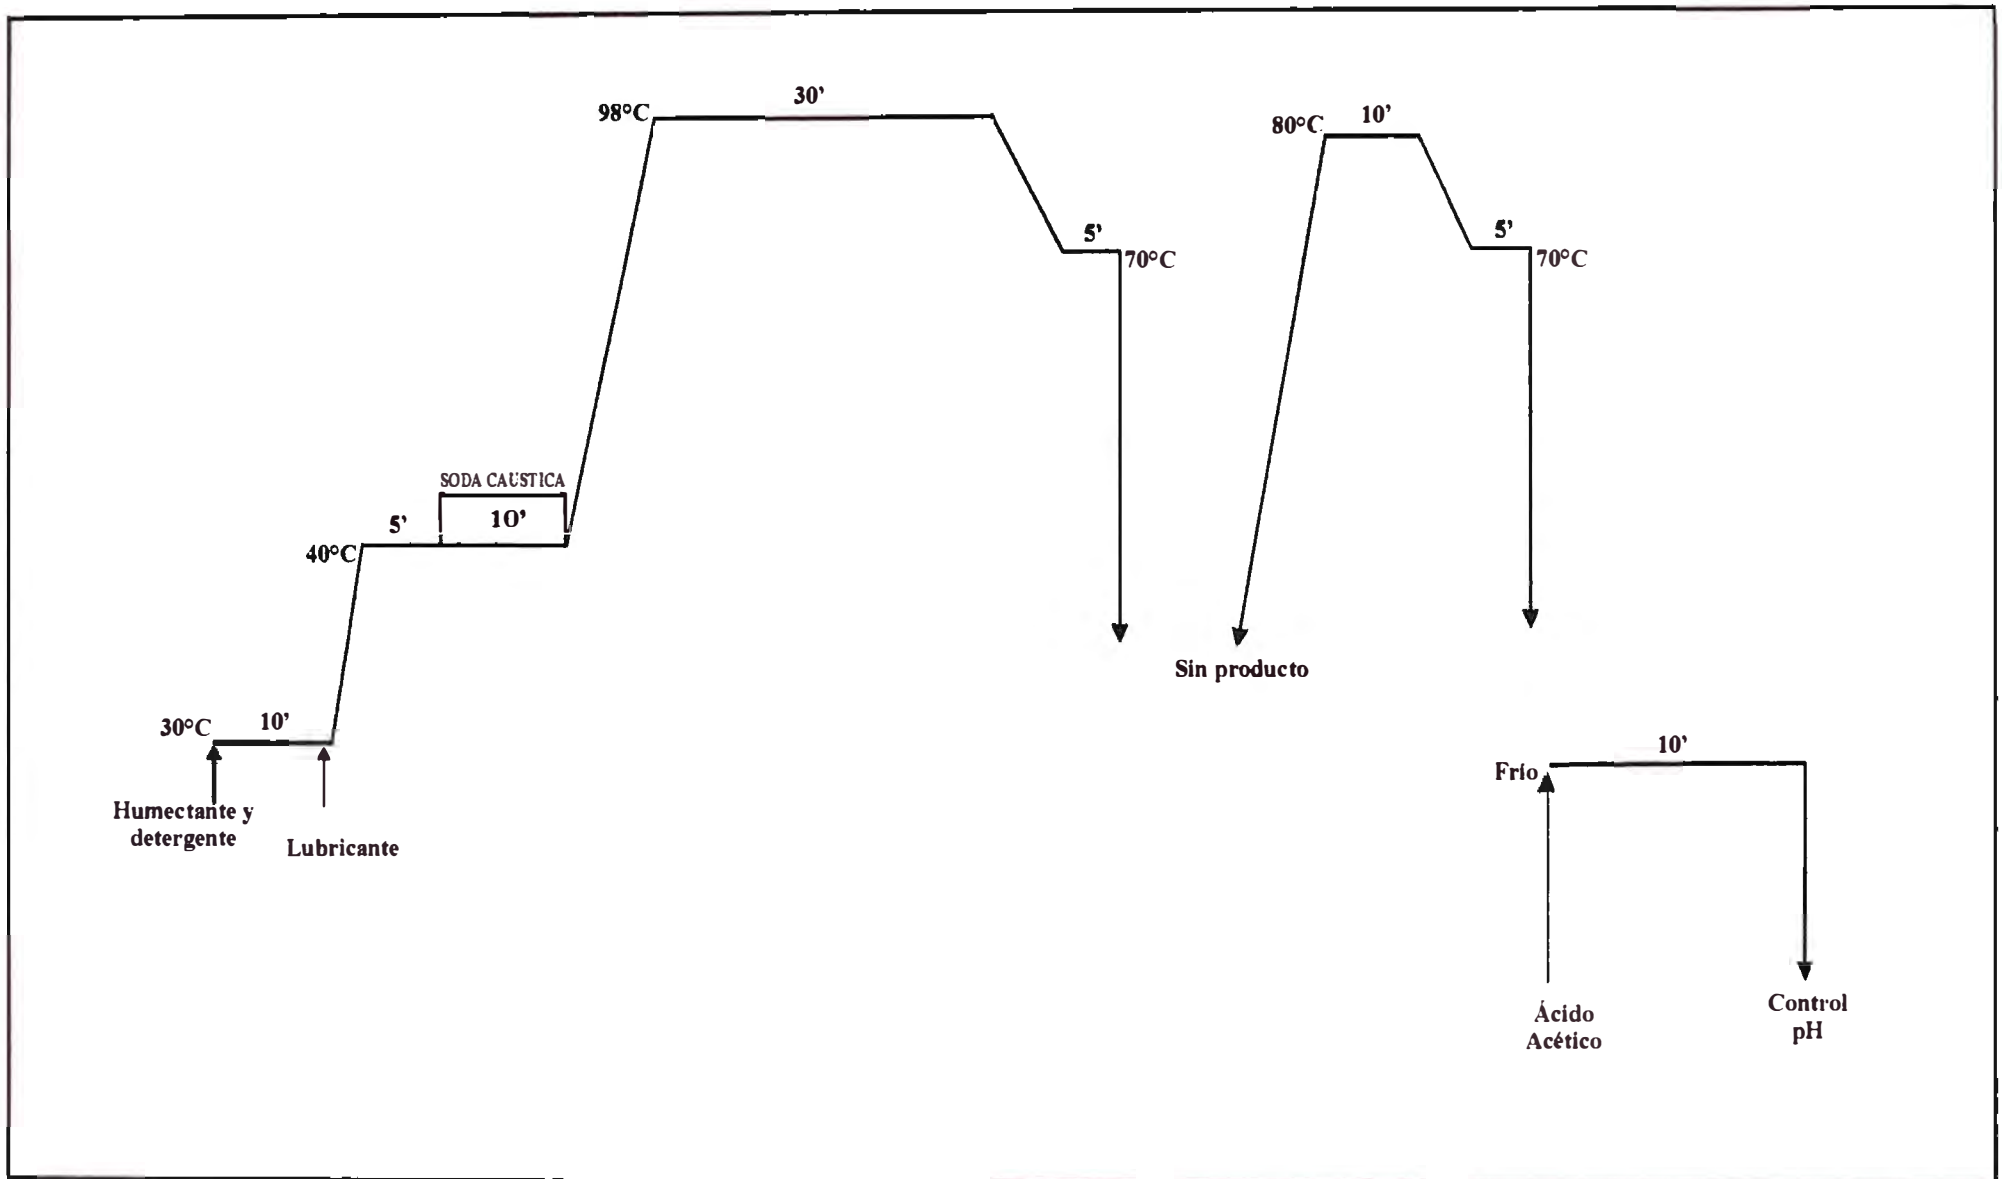 98°C
30’
80°C
10’
5’
70°C
5’
70°C
SODA CAUSTICA
5’
10’
40°C
Sin producto
30°C
10’
Humectante y
detergente
Lubricante
Frío
10’
Ácido
Acético
Control
pH